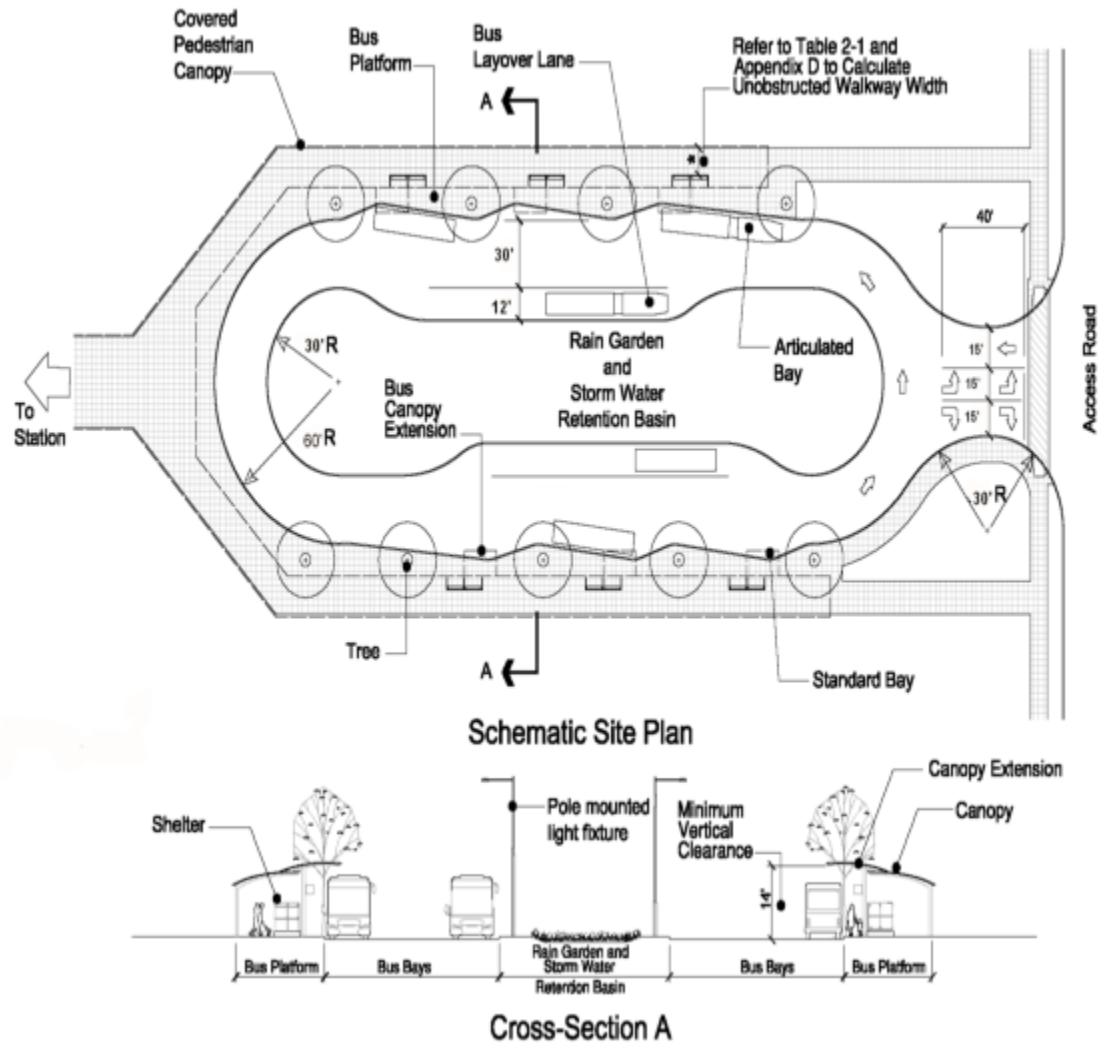 Covered
Pedestrian
Canopy
Bus
Platform
Bus
Layover Lane
Refer to Table 2-1 and
Appendix D to Calculate
Unobstructed Walkway Width
A
*
40'
30'
12'
30' R
60' R
Rain Garden
and
Storm Water
Retention Basin
Articulated
Bay
Bus
Canopy
Extension
15'
15'
15'
Access Road
To
Station
30' R
Tree
A
Standard Bay
Schematic Site Plan
Shelter
Pole mounted
light fixture
Minimum
Vertical
Clearance
Canopy Extension
Canopy
14'
Bus Platform
Bus Bays
Rain Garden and
Storm Water
Retention Basin
Bus Bays
Bus Platform
Cross-Section A